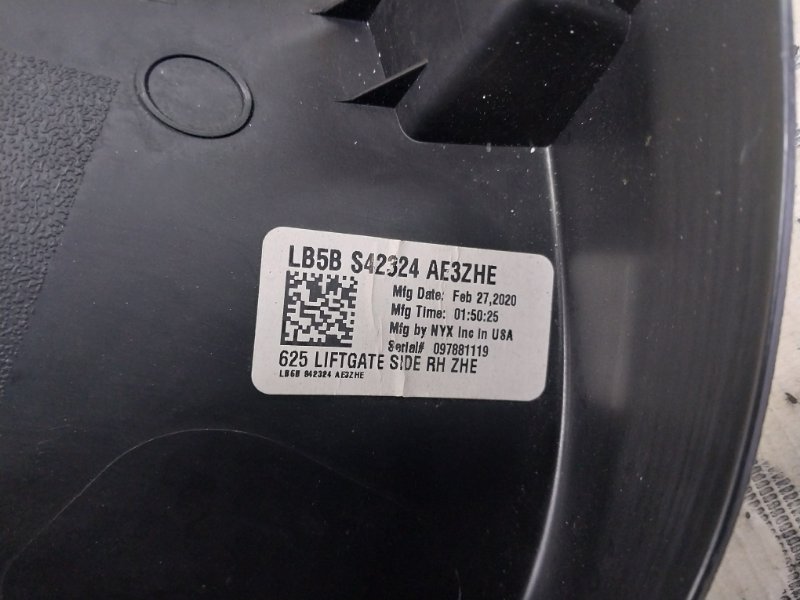 LB5B S42324 AE3ZHE
Mfg Date: Feb 27,2020
Mfg Time: 01:50:25
Mfg by NYX Inc in USA
Serial# 097881119
625 LIFTGATE SIDE RH ZHE
LB5B S42324 AE3ZHE